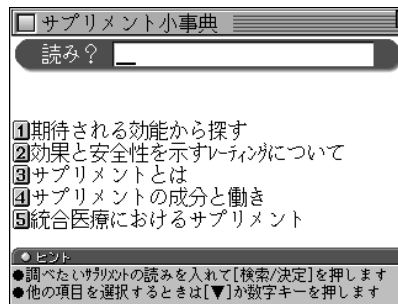 サプリメント小事典
読み？
1期待される効能から探す
2効果と安全性を示すﾚｰﾃｨﾝｸﾞについて
3サプリメントとは
4サプリメントの成分と働き
5統合医療におけるサプリメント
●ヒント
●調べたいｻﾌﾟﾘﾒﾝﾄの読みを入れて[検索/決定]を押します
●他の項目を選択するときは[▼]か数字キーを押します